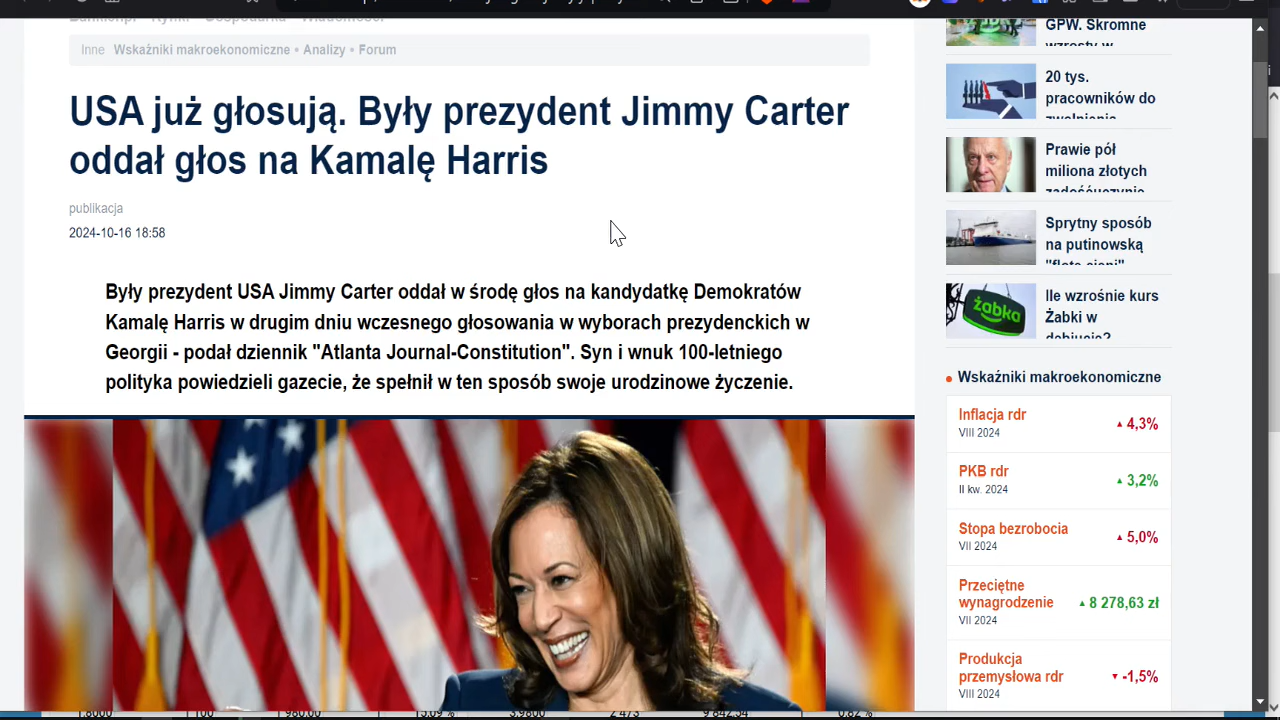 Inne Wskaźniki makroekonomiczne • Analizy • Forum
USA już głosują. Były prezydent Jimmy Carter
oddał głos na Kamalę Harris
publikacja
2024-10-16 18:58
Były prezydent USA Jimmy Carter oddał w środę głos na kandydatkę Demokratów
Kamalę Harris w drugim dniu wczesnego głosowania w wyborach prezydenckich w
Georgii - podał dziennik "Atlanta Journal-Constitution". Syn i wnuk 100-letniego
polityka powiedzieli gazecie, że spełnił w ten sposób swoje urodzinowe życzenie.
GPW. Skromne
wzrosty w
20 tys.
pracowników do
zwolnienia
Prawie pół
miliona złotych
Sprytny sposób
na putinowską
"flotę cieni"
żabka
Ile wzrośnie kurs
Żabki w
debiucie?
Wskaźniki makroekonomiczne
Inflacja rdr
VIII 2024
4,3%
PKB rdr
II kw. 2024
3,2%
Stopa bezrobocia
VII 2024
5,0%
Przeciętne
wynagrodzenie
VII 2024
8 278,63 zł
Produkcja
przemysłowa rdr
VIII 2024
-1,5%